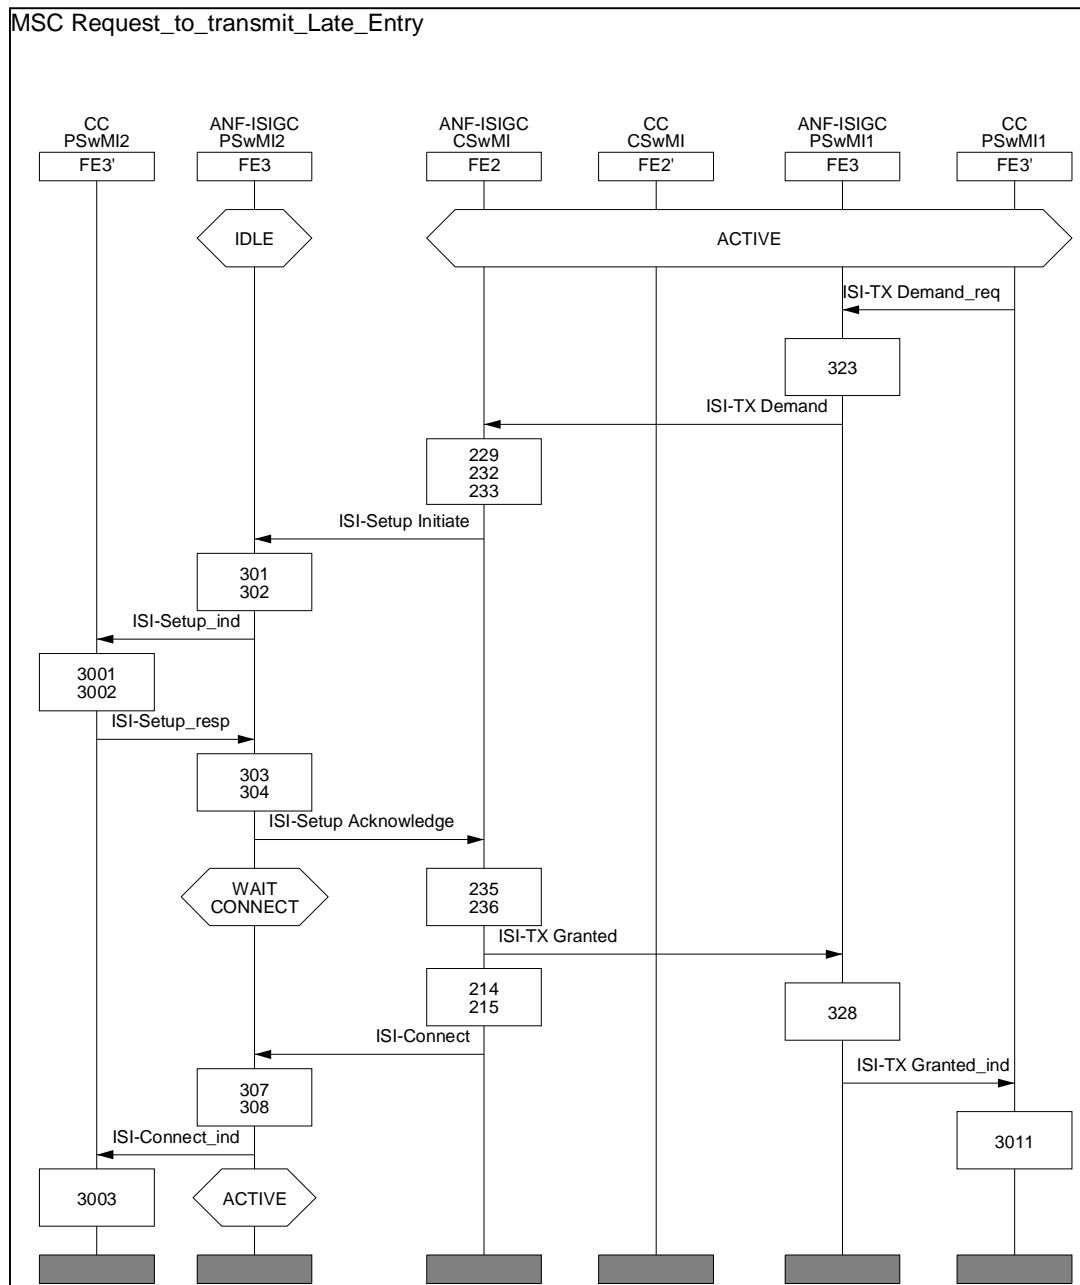 MSC Request_to_transmit_Late_Entry
CC
PSwMI2
ANF-ISIGC
PSwMI2
ANF-ISIGC
CSwMI
CC
CSwMI
ANF-ISIGC
PSwMI1
CC
PSwMI1
FE3'
FE3
FE2
FE2'
FE3
FE3'
IDLE
ACTIVE
ISI-TX Demand_req
323
ISI-TX Demand
229
232
233
ISI-Setup Initiate
301
302
ISI-Setup_ind
3001
3002
ISI-Setup_resp
303
304
ISI-Setup Acknowledge
WAIT
CONNECT
235
236
ISI-TX Granted
214
215
328
ISI-Connect
ISI-TX Granted_ind
307
308
3011
ISI-Connect_ind
3003
ACTIVE